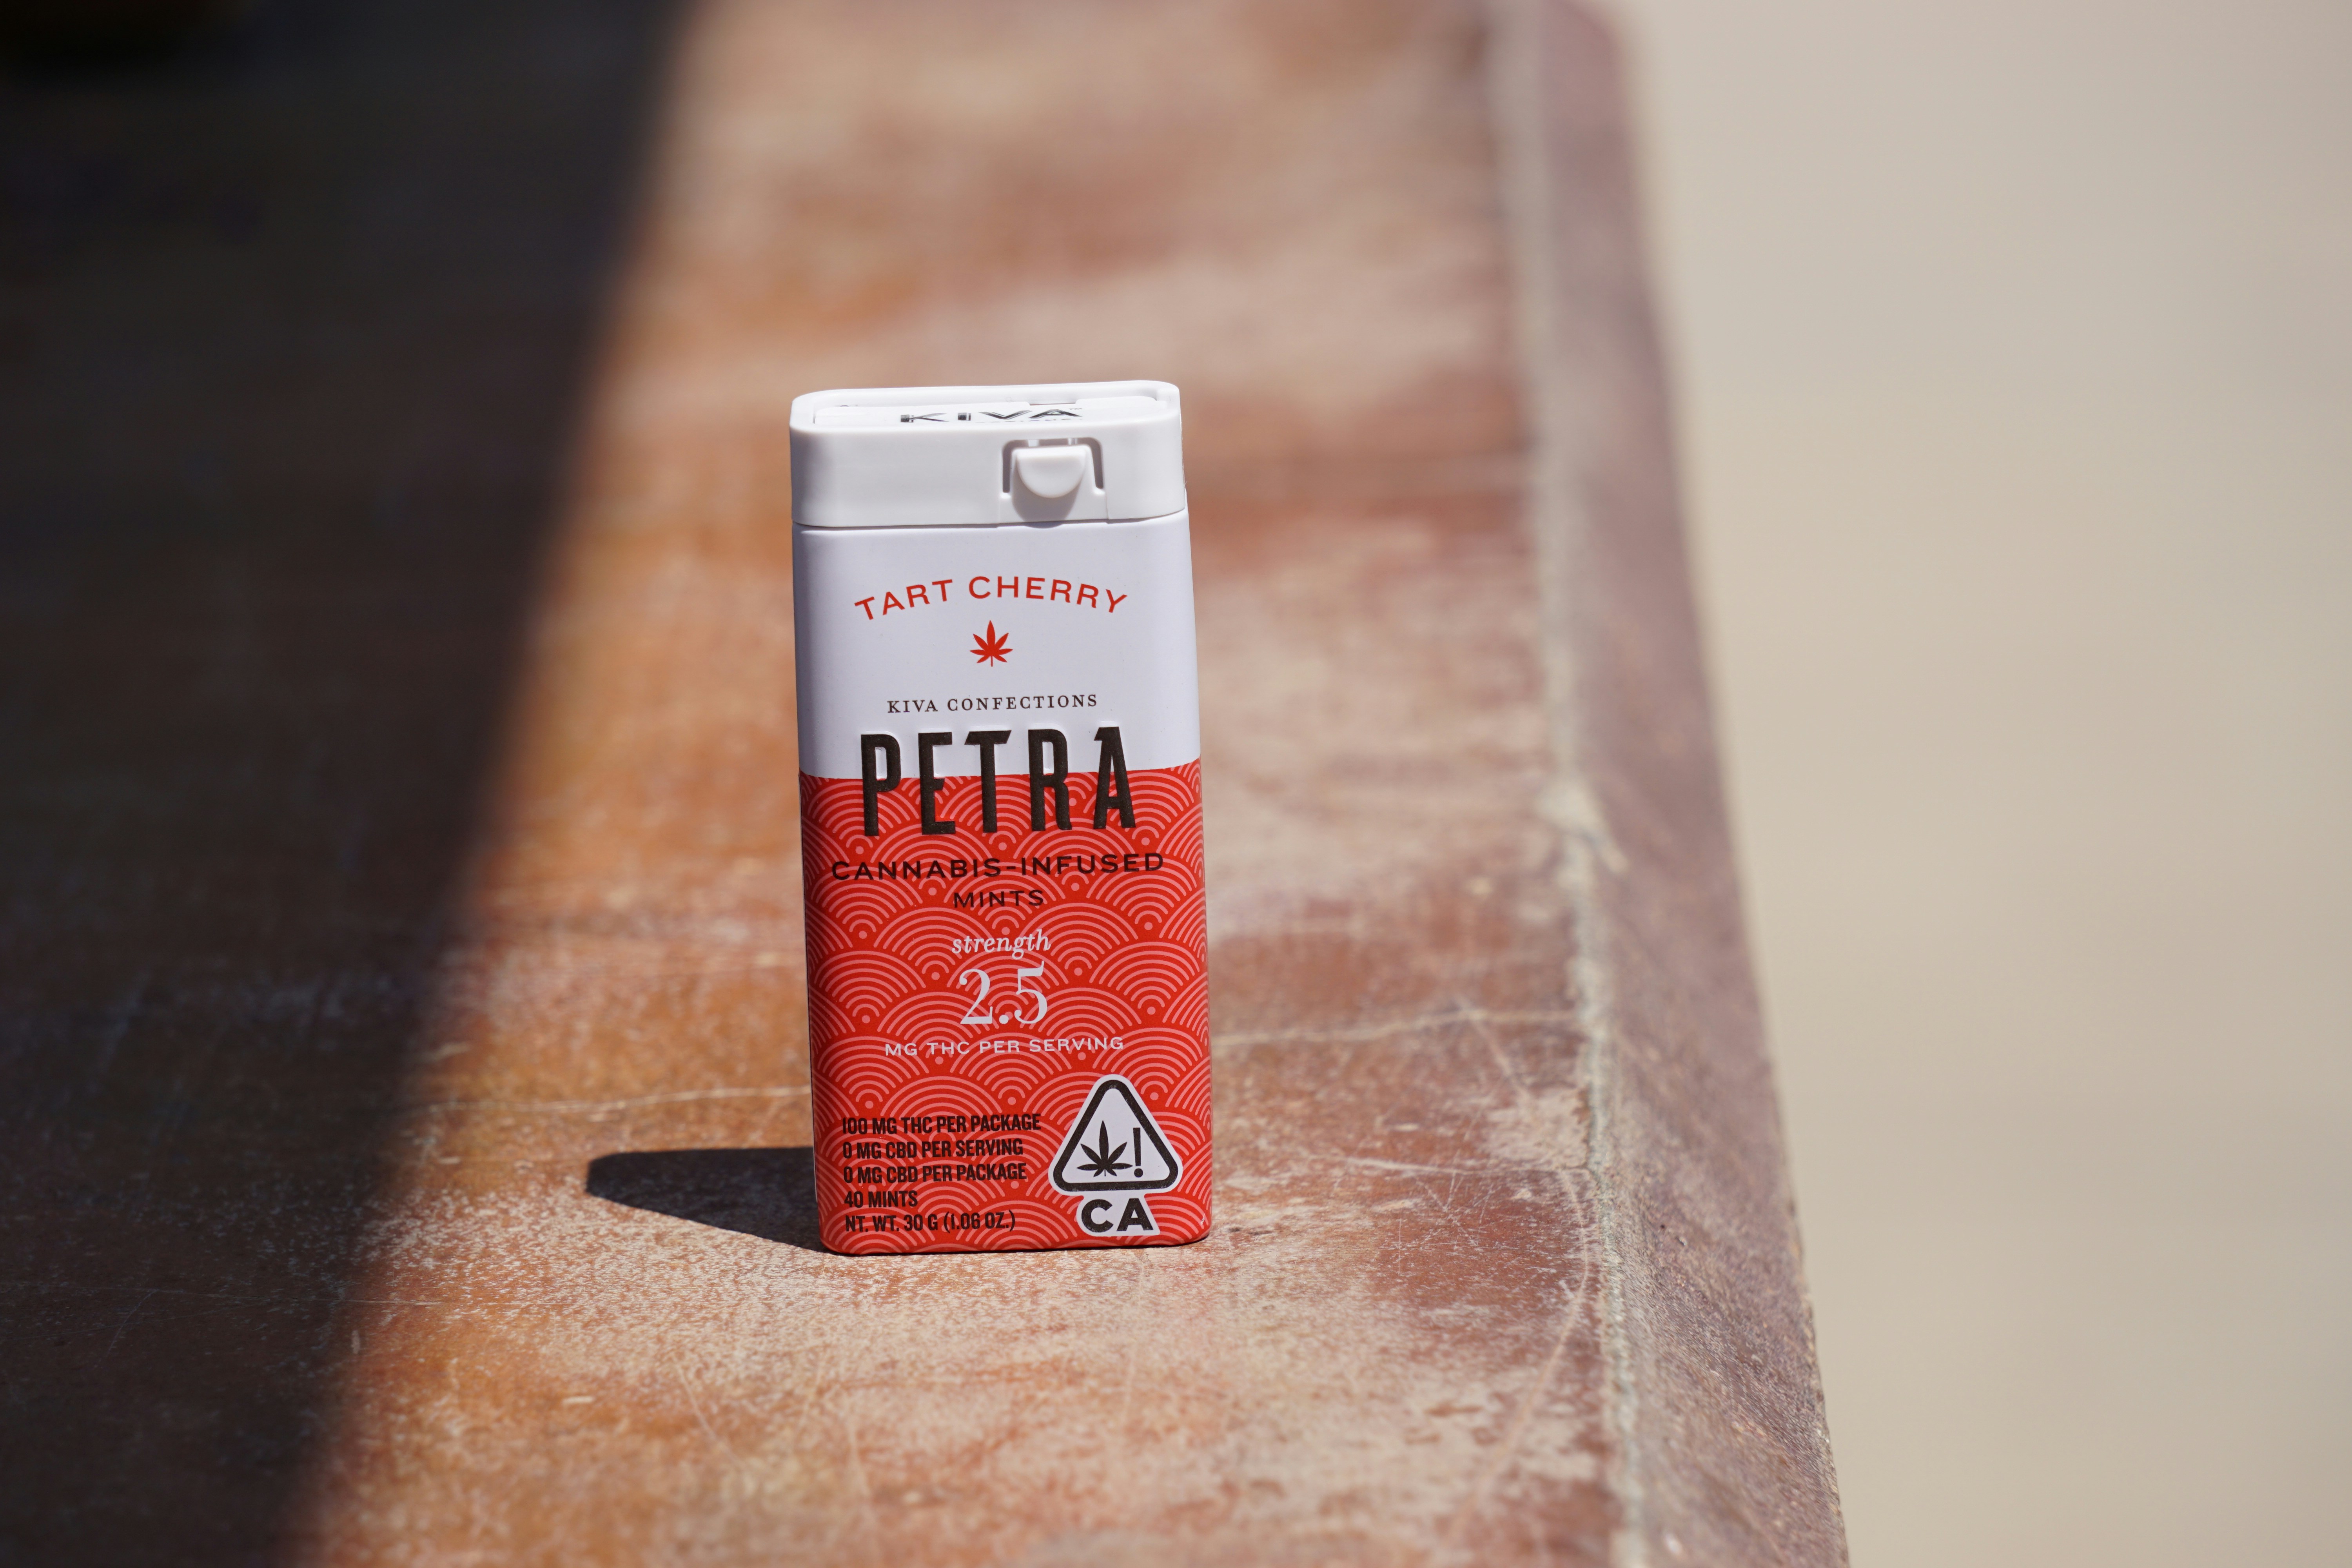 KIVA
TART CHERRY
KIVA CONFECTIONS
PETRA
CANNABIS-INFUSED
MINTS
strength
2.5
MG THC PER SERVING
100 MG THC PER PACKAGE
0 MG CBD PER SERVING
0 MG CBD PER PACKAGE
40 MINTS
NT. WT. 30 G (1.06 OZ.)
!
CA